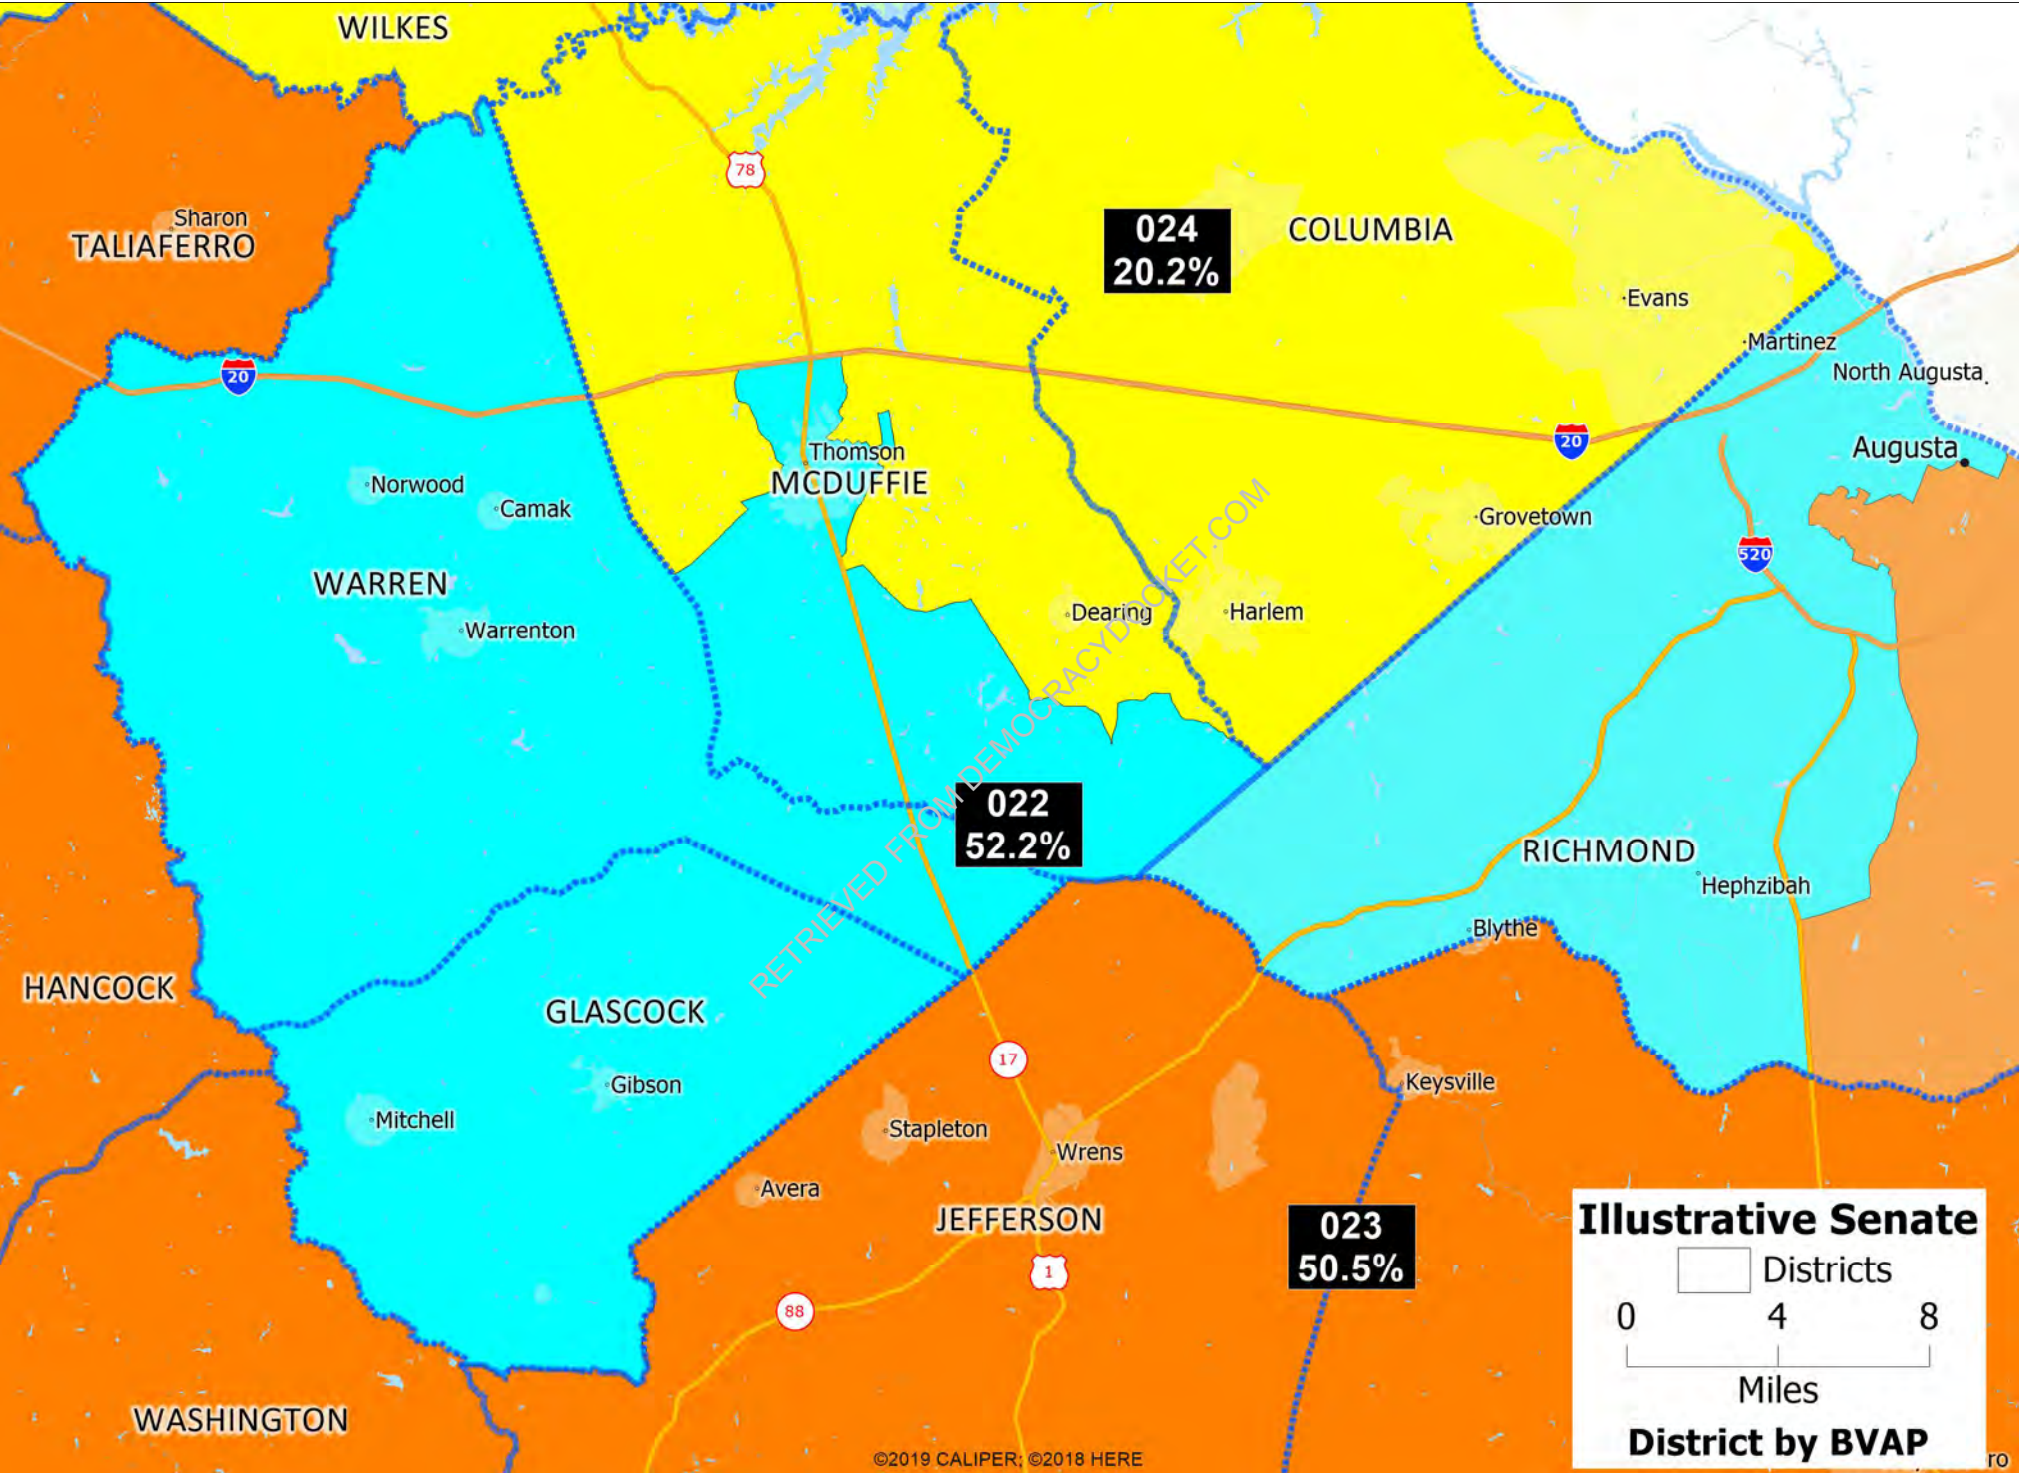 WILKES
78
Sharon
TALIAFERRO
024
20.2%
COLUMBIA
Evans
Martinez
North Augusta
20
Augusta
20
Thomson
MCDUFFIE
Norwood
Camak
Grovetown
520
WARREN
Warrenton
Dearing
Harlem
RETRIEVED FROM DEMOCRACYDOCKET.COM
022
52.2%
RICHMOND
Hephzibah
Blythe
HANCOCK
GLASCOCK
17
Gibson
Mitchell
Keysville
Stapleton
Wrens
Avera
JEFFERSON
023
50.5%
1
88
WASHINGTON
Illustrative Senate
Districts
0 4 8
Miles
District by BVAP
©2019 CALIPER; ©2018 HERE